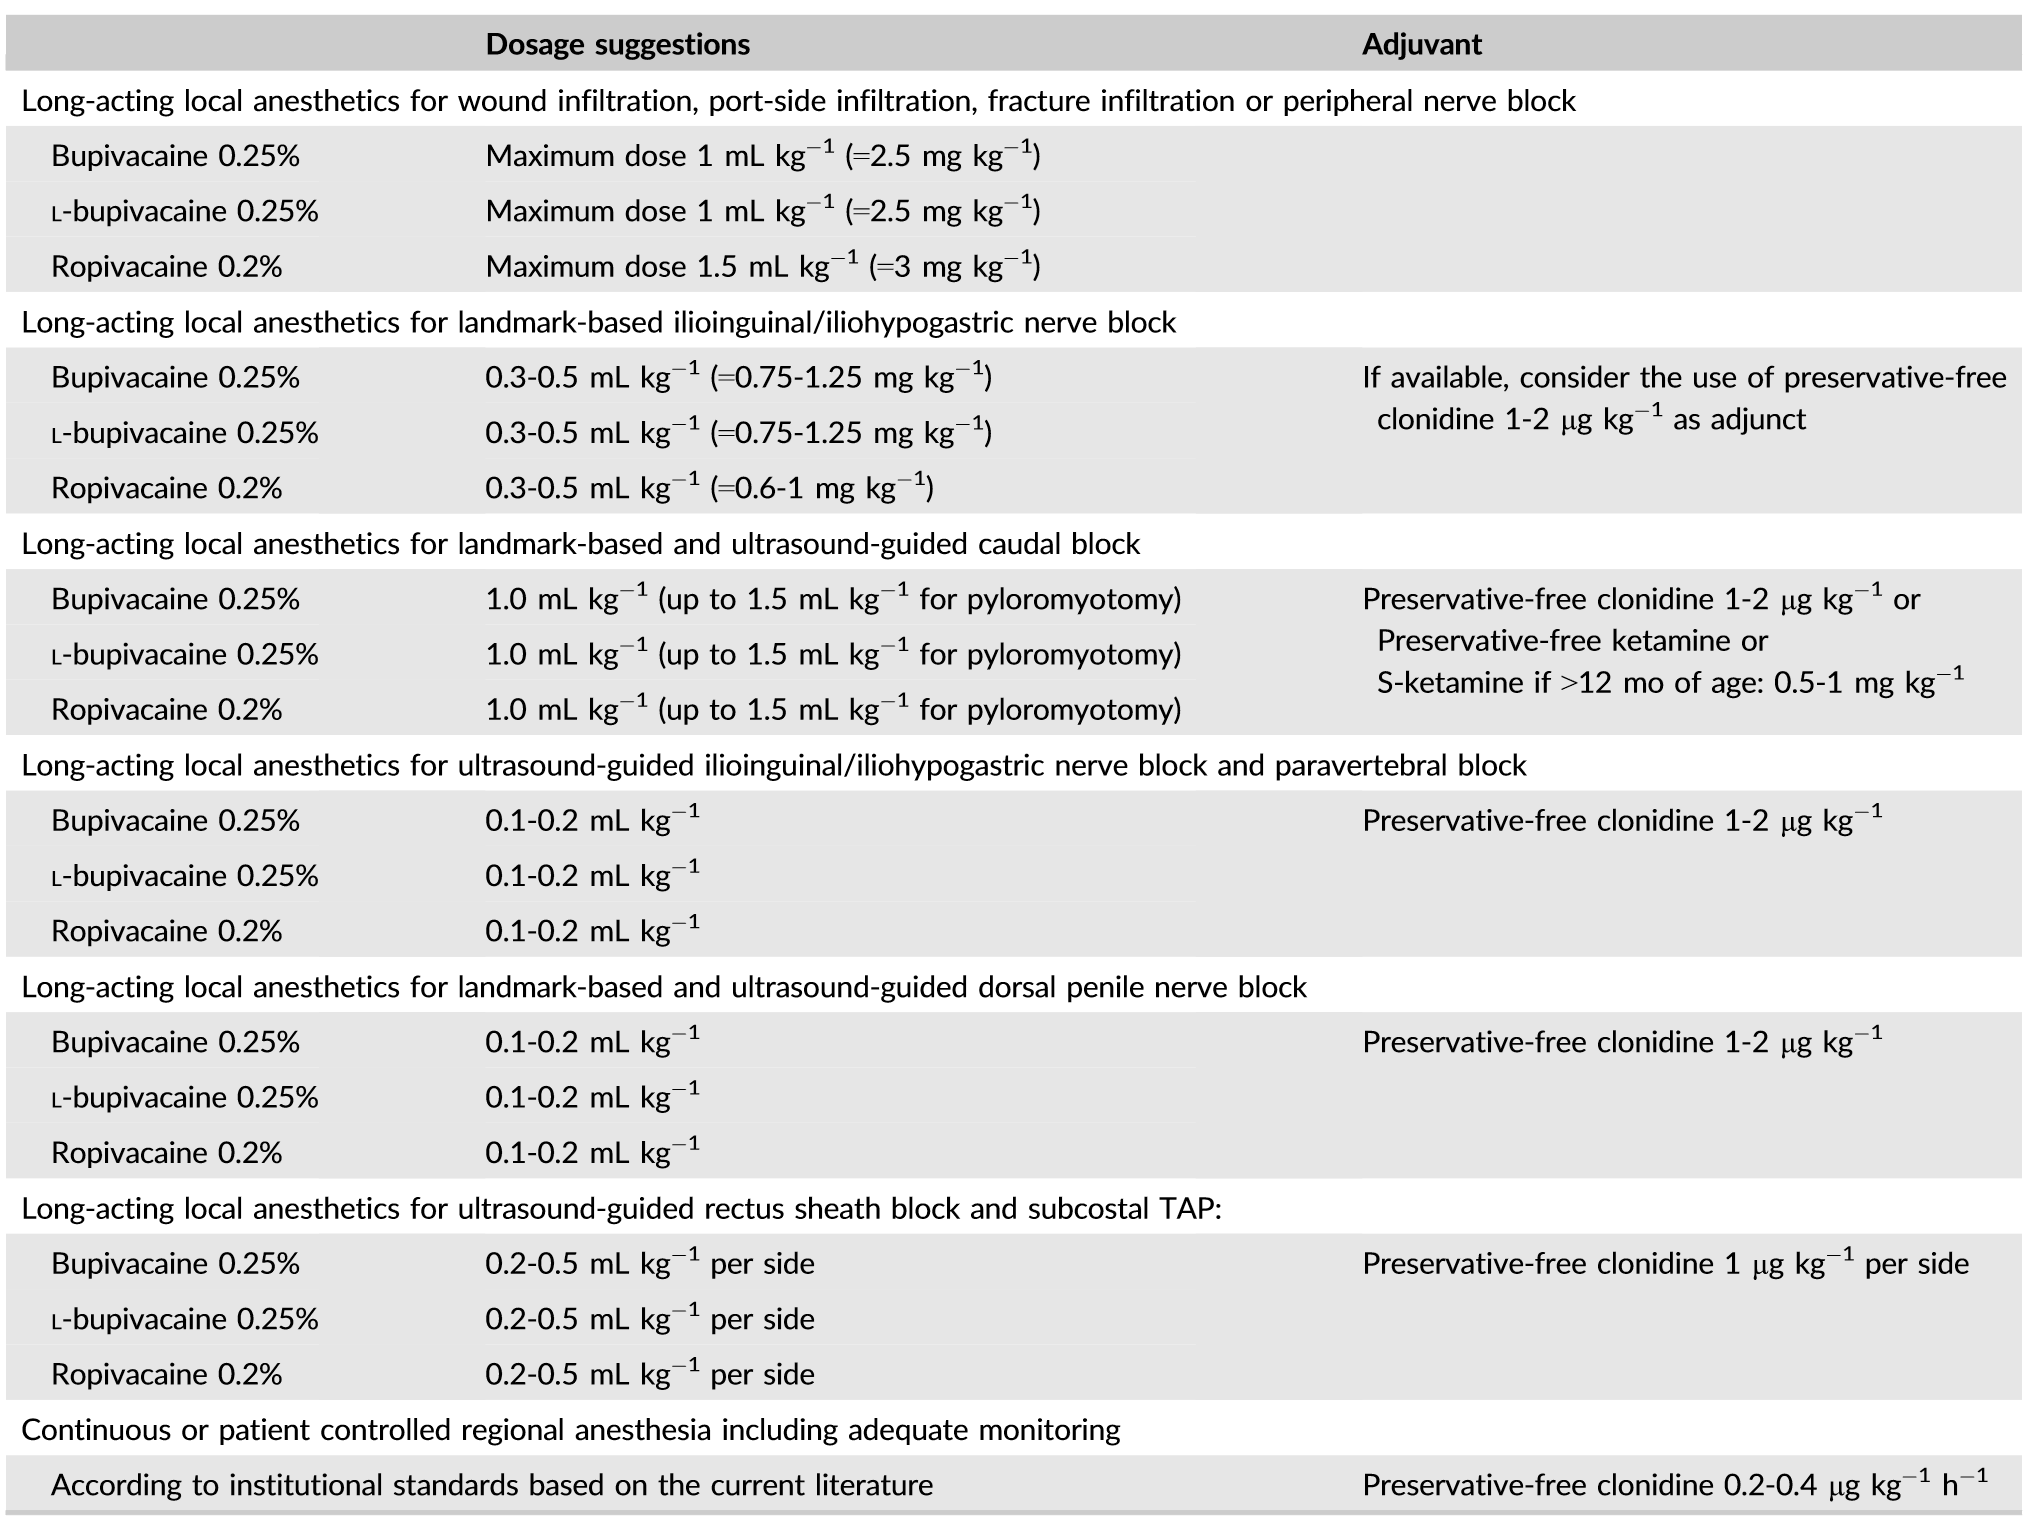 Dosage suggestions Adjuvant
Long-acting local anesthetics for wound infiltration, port-side infiltration, fracture infiltration or peripheral nerve block
Bupivacaine 0.25% Maximum dose 1 mL kg⁻¹ (=2.5 mg kg⁻¹)
ʟ-bupivacaine 0.25% Maximum dose 1 mL kg⁻¹ (=2.5 mg kg⁻¹)
Ropivacaine 0.2% Maximum dose 1.5 mL kg⁻¹ (=3 mg kg⁻¹)
Long-acting local anesthetics for landmark-based ilioinguinal/iliohypogastric nerve block
Bupivacaine 0.25% 0.3-0.5 mL kg⁻¹ (=0.75-1.25 mg kg⁻¹) If available, consider the use of preservative-free
clonidine 1-2 μg kg⁻¹ as adjunct
ʟ-bupivacaine 0.25% 0.3-0.5 mL kg⁻¹ (=0.75-1.25 mg kg⁻¹)
Ropivacaine 0.2% 0.3-0.5 mL kg⁻¹ (=0.6-1 mg kg⁻¹)
Long-acting local anesthetics for landmark-based and ultrasound-guided caudal block
Bupivacaine 0.25% 1.0 mL kg⁻¹ (up to 1.5 mL kg⁻¹ for pyloromyotomy) Preservative-free clonidine 1-2 μg kg⁻¹ or
Preservative-free ketamine or
ʟ-bupivacaine 0.25% 1.0 mL kg⁻¹ (up to 1.5 mL kg⁻¹ for pyloromyotomy)
S-ketamine if >12 mo of age: 0.5-1 mg kg⁻¹
Ropivacaine 0.2% 1.0 mL kg⁻¹ (up to 1.5 mL kg⁻¹ for pyloromyotomy)
Long-acting local anesthetics for ultrasound-guided ilioinguinal/iliohypogastric nerve block and paravertebral block
Bupivacaine 0.25% 0.1-0.2 mL kg⁻¹ Preservative-free clonidine 1-2 μg kg⁻¹
ʟ-bupivacaine 0.25% 0.1-0.2 mL kg⁻¹
Ropivacaine 0.2% 0.1-0.2 mL kg⁻¹
Long-acting local anesthetics for landmark-based and ultrasound-guided dorsal penile nerve block
Bupivacaine 0.25% 0.1-0.2 mL kg⁻¹ Preservative-free clonidine 1-2 μg kg⁻¹
ʟ-bupivacaine 0.25% 0.1-0.2 mL kg⁻¹
Ropivacaine 0.2% 0.1-0.2 mL kg⁻¹
Long-acting local anesthetics for ultrasound-guided rectus sheath block and subcostal TAP:
Bupivacaine 0.25% 0.2-0.5 mL kg⁻¹ per side Preservative-free clonidine 1 μg kg⁻¹ per side
ʟ-bupivacaine 0.25% 0.2-0.5 mL kg⁻¹ per side
Ropivacaine 0.2% 0.2-0.5 mL kg⁻¹ per side
Continuous or patient controlled regional anesthesia including adequate monitoring
According to institutional standards based on the current literature Preservative-free clonidine 0.2-0.4 μg kg⁻¹ h⁻¹